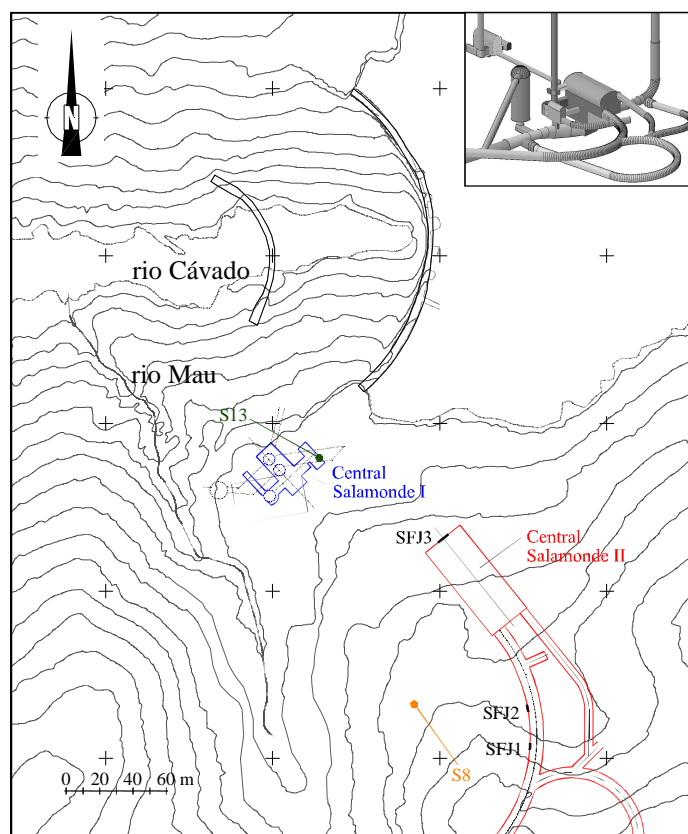 N
rio Cávado
rio Mau
S13
Central
Salamonde I
SFJ3
Central
Salamonde II
SFJ2
SFJ1
S8
0 20 40 60 m